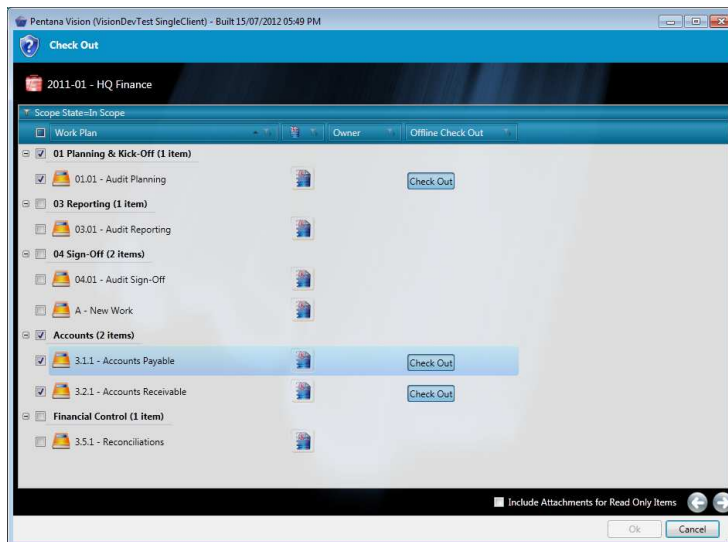 Pentana Vision (VisionDevTest SingleClient) - Built 15/07/2012 05:49 PM
Check Out
2011-01 - HQ Finance
Scope State=In Scope
Work Plan Owner Offline Check Out
01 Planning & Kick-Off (1 item)
01.01 - Audit Planning Check Out
03 Reporting (1 item)
03.01 - Audit Reporting
04 Sign-Off (2 items)
04.01 - Audit Sign-Off
A - New Work
Accounts (2 items)
3.1.1 - Accounts Payable Check Out
3.2.1 - Accounts Receivable Check Out
Financial Control (1 item)
3.5.1 - Reconciliations
Include Attachments for Read Only Items
Ok Cancel